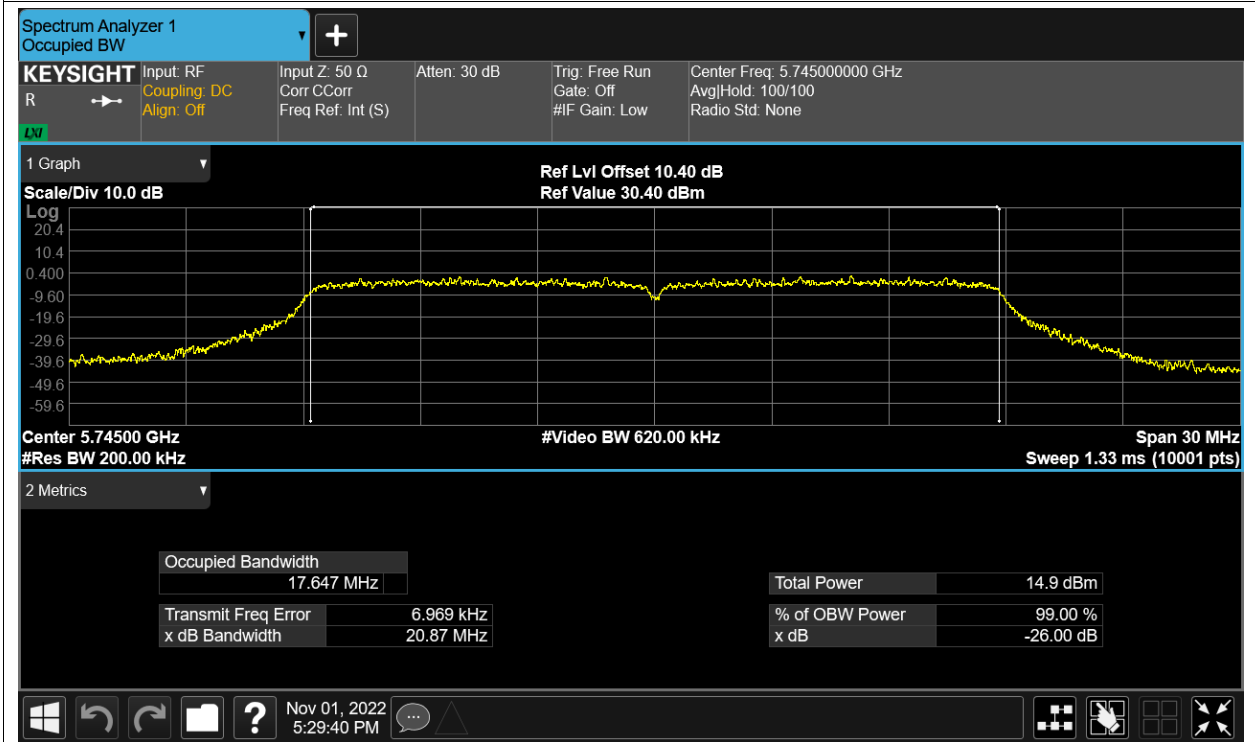 Spectrum Analyzer 1
Occupied BW
KEYSIGHT
R
LXI
Input: RF
Coupling: DC
Align: Off
Input Z: 50 Ω
Corr CCorr
Freq Ref: Int (S)
Atten: 30 dB
Trig: Free Run
Gate: Off
#IF Gain: Low
Center Freq: 5.745000000 GHz
Avg|Hold: 100/100
Radio Std: None
1 Graph
Scale/Div 10.0 dB
Ref Lvl Offset 10.40 dB
Ref Value 30.40 dBm
Log
20.4
10.4
0.400
-9.60
-19.6
-29.6
-39.6
-49.6
-59.6
Center 5.74500 GHz
#Video BW 620.00 kHz
Span 30 MHz
#Res BW 200.00 kHz
Sweep 1.33 ms (10001 pts)
2 Metrics
Occupied Bandwidth
17.647 MHz
Total Power 14.9 dBm
Transmit Freq Error 6.969 kHz
% of OBW Power 99.00 %
x dB Bandwidth 20.87 MHz
x dB -26.00 dB
?
Nov 01, 2022
5:29:40 PM